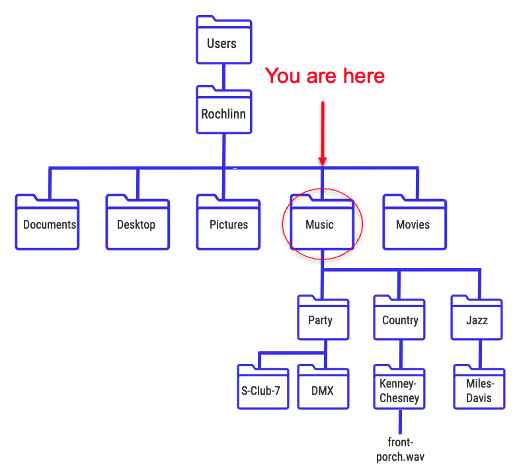 Users
You are here
Rochlinn
Documents
Desktop
Pictures
Music
Movies
Party
Country
Jazz
S-Club-7
DMX
Kenney-
Chesney
Miles-
Davis
front-
porch.wav